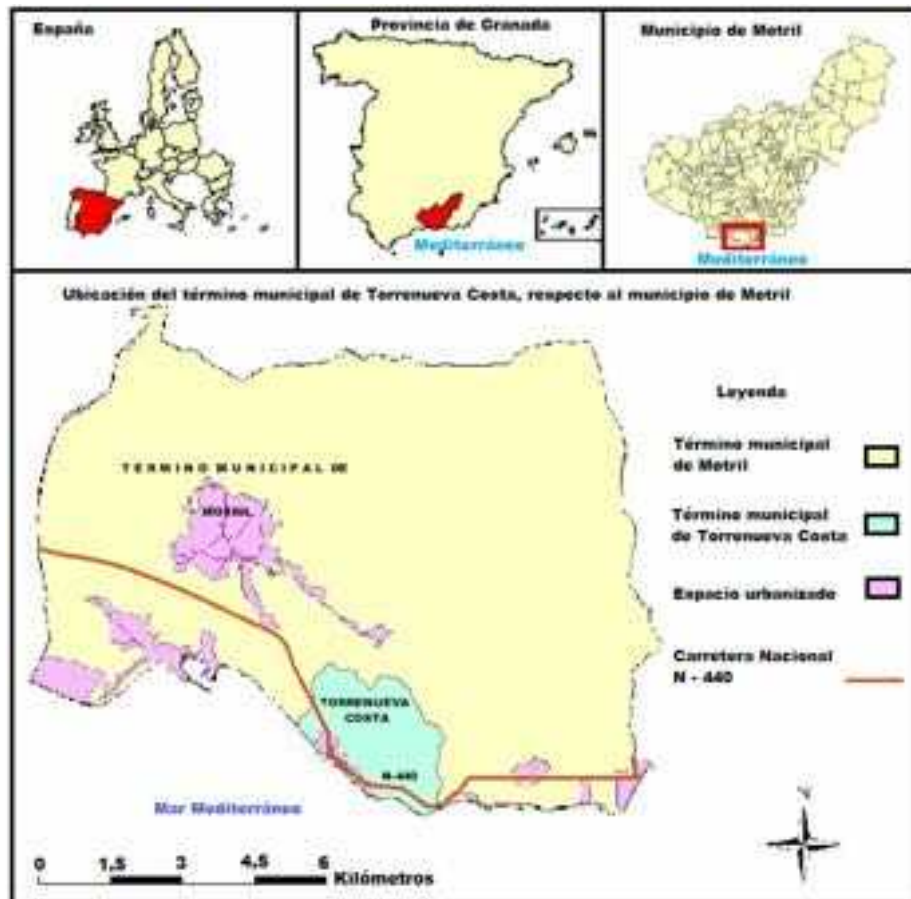 España
Provincia de Granada
Mediterráneo
Municipio de Motril
Mediterráneo
Ubicación del término municipal de Torrenueva Costa, respecto al municipio de Motril
TÉRMINO MUNICIPAL DE
MOTRIL
TORRENUEVA
COSTA
N-440
Mar Mediterráneo
Leyenda
Término municipal
de Motril
Término municipal
de Torrenueva Costa
Espacio urbanizado
Carretera Nacional
N - 440
N
0 1,5 3 4,5 6
Kilómetros